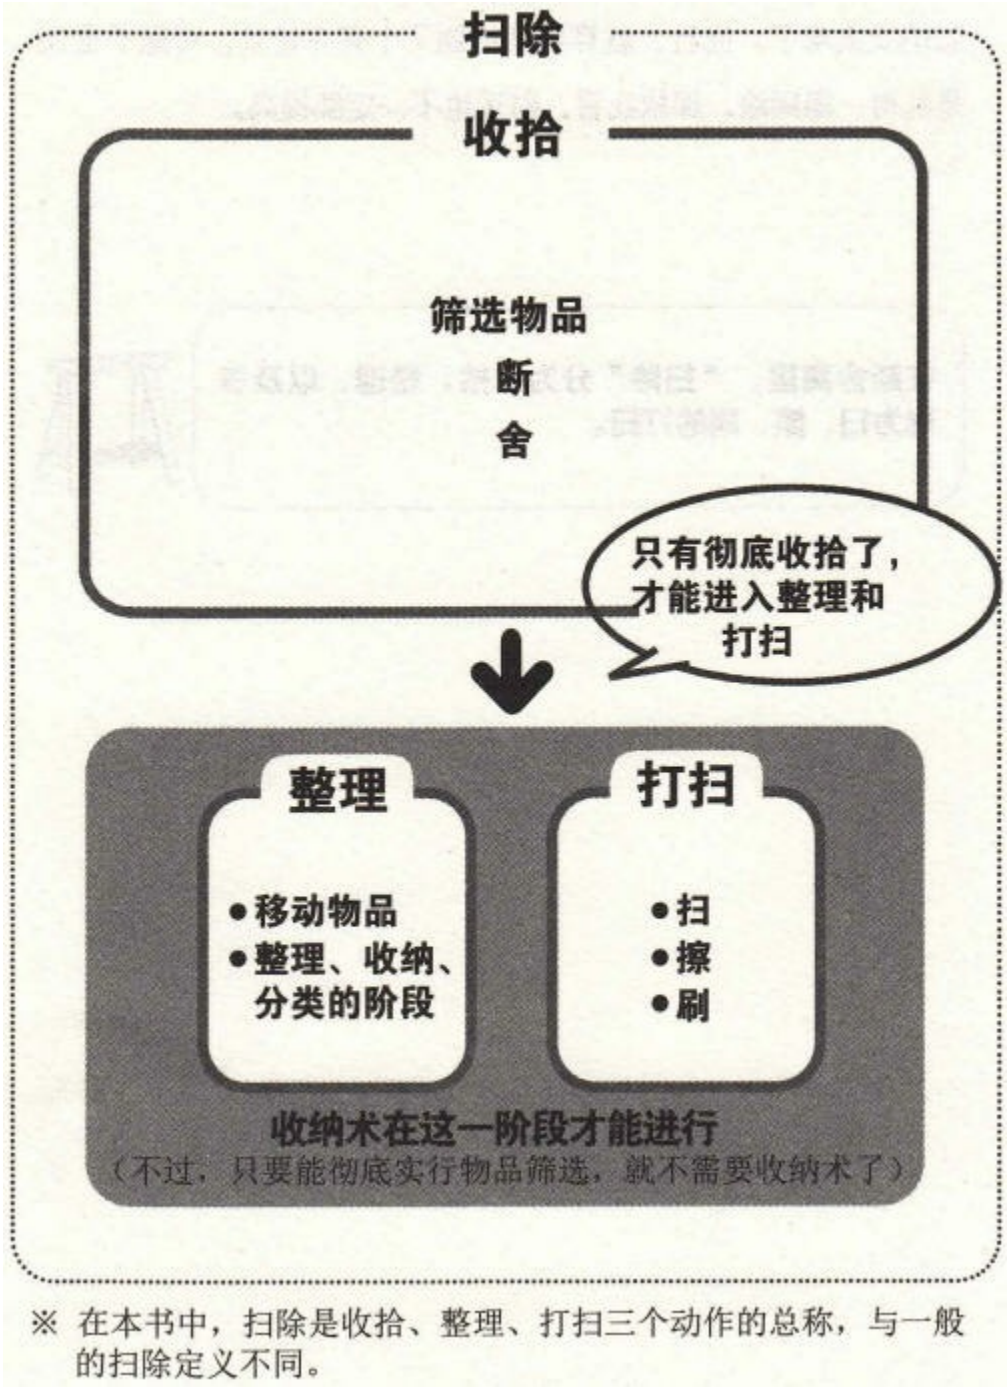 扫除
收拾
筛选物品
断
舍
只有彻底收拾了,
才能进入整理和
打扫
整理
●移动物品
●整理、收纳、
分类的阶段
打扫
●扫
●擦
●刷
收纳术在这一阶段才能进行
(不过，只要能彻底实行物品筛选，就不需要收纳术了)
※ 在本书中，扫除是收拾、整理、打扫三个动作的总称，与一般
的扫除定义不同。